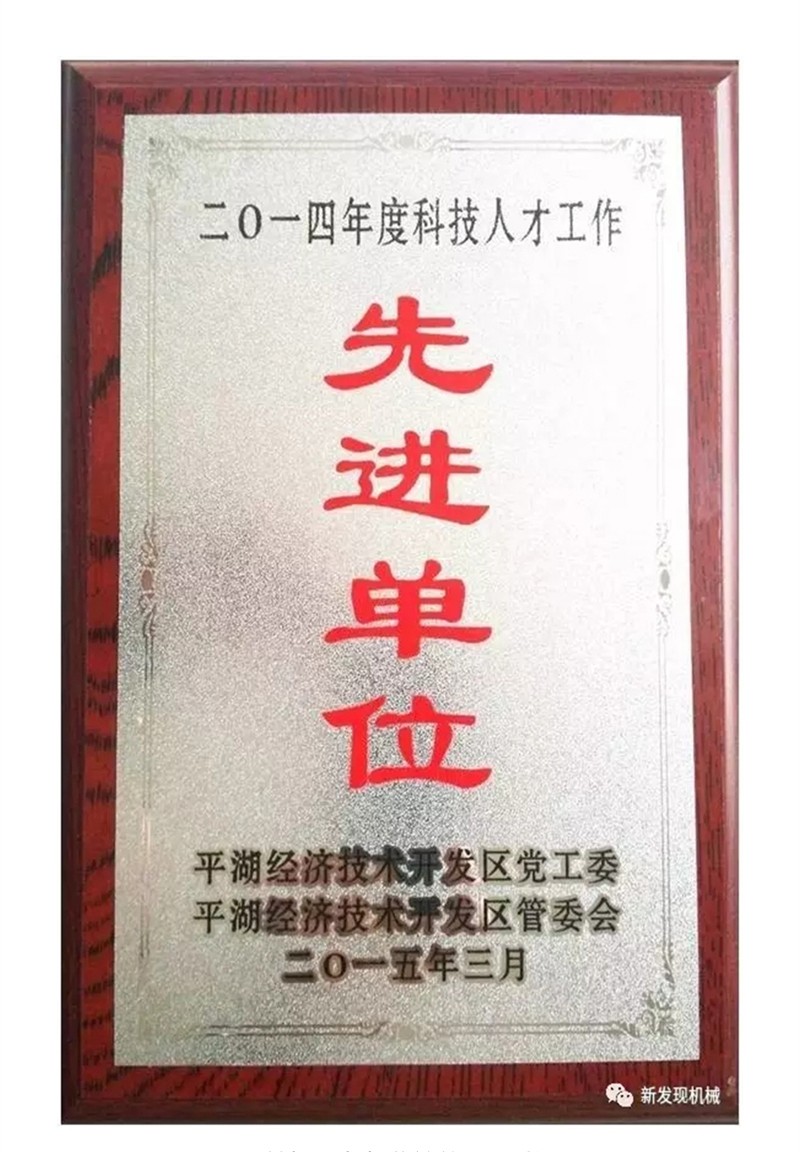 二〇一四年度科技人才工作
先
进
单
位
平湖经济技术开发区党工委
平湖经济技术开发区管委会
二〇一五年三月
新发现机械